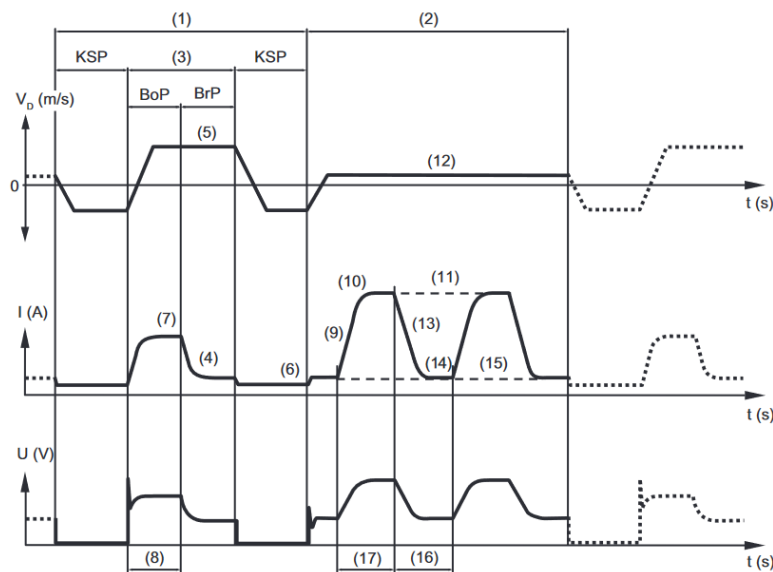 (1) (2)
KSP (3) KSP
V_D (m/s) BoP BrP
(5)
(12)
0
t (s)
(10) (11)
I (A) (7)
(9) (13)
(4) (6) (14) (15)
t (s)
U (V)
(8) (17) (16)
t (s)